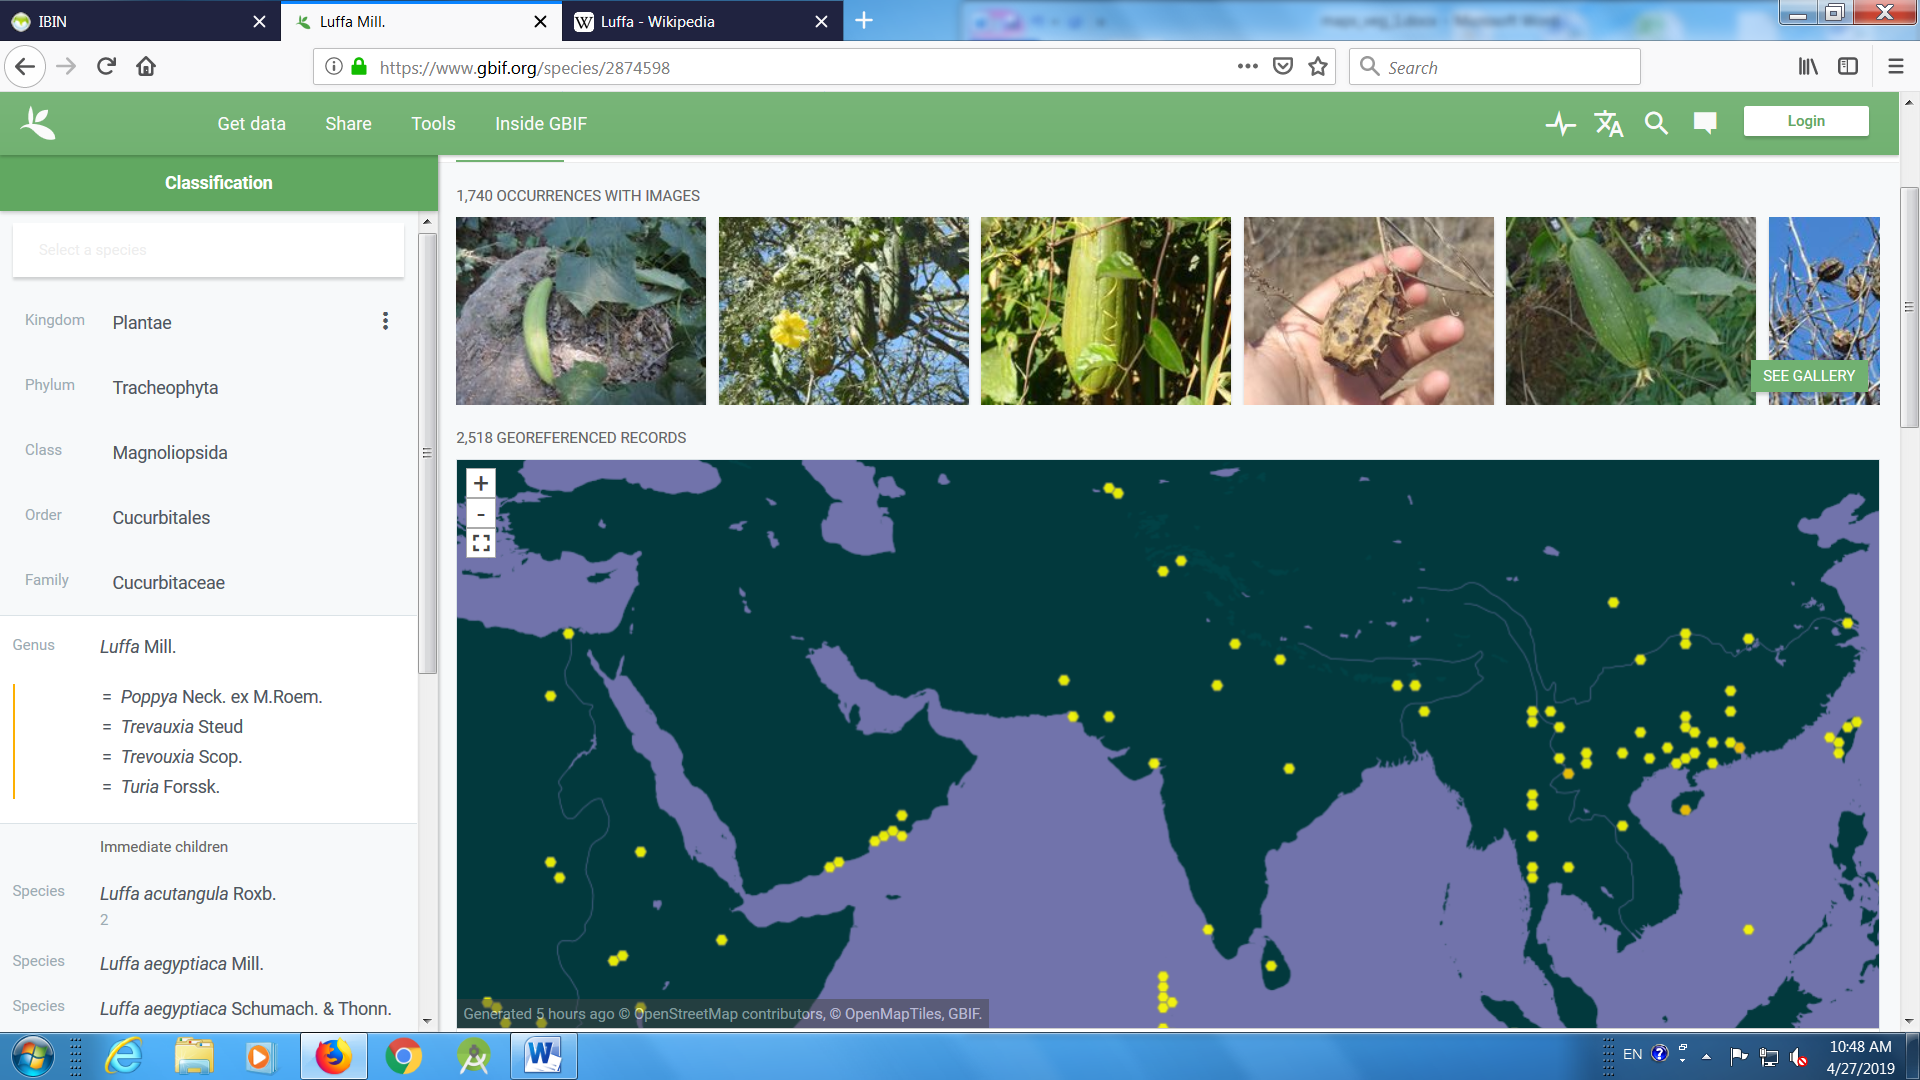 IBIN
Luffa Mill.
Luffa - Wikipedia
https://www.gbif.org/species/2874598
Search
Get data
Share
Tools
Inside GBIF
Login
Classification
Select a species
Kingdom Plantae
Phylum Tracheophyta
Class Magnoliopsida
Order Cucurbitales
Family Cucurbitaceae
Genus Luffa Mill.
= Poppya Neck. ex M.Roem.
= Trevauxia Steud
= Trevouxia Scop.
= Turia Forssk.
Immediate children
Species Luffa acutangula Roxb.
2
Species Luffa aegyptiaca Mill.
Species Luffa aegyptiaca Schumach. & Thonn.
1,740 OCCURRENCES WITH IMAGES
SEE GALLERY
2,518 GEOREFERENCED RECORDS
+
-
Generated 5 hours ago © OpenStreetMap contributors, © OpenMapTiles, GBIF.
EN
10:48 AM
4/27/2019